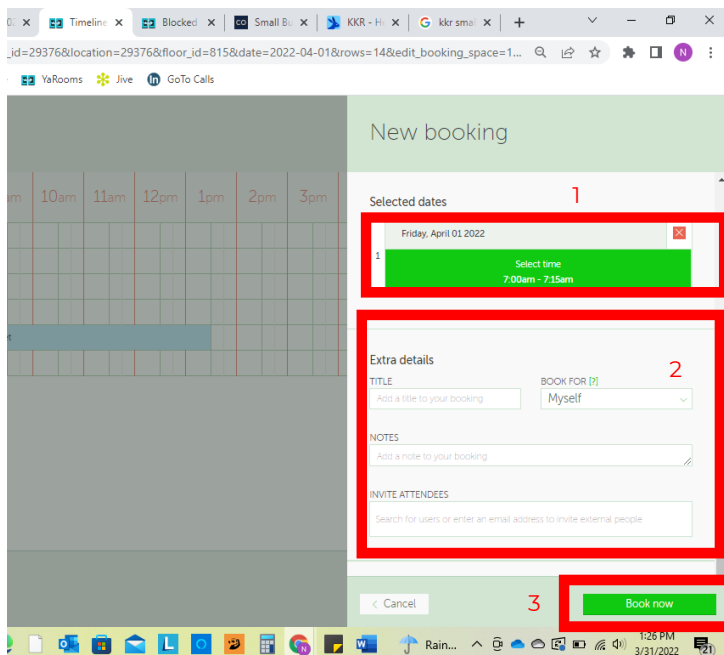 Timeline
Blocked
Small Bu
KKR - H
kkr smal
_id=29376&location=29376&floor_id=815&date=2022-04-01&rows=14&edit_booking_space=1...
N
YaRooms
Jive
GoTo Calls
New booking
10am 11am 12pm 1pm 2pm 3pm
Selected dates
1
Friday, April 01 2022
1
Select time
7:00am - 7:15am
Extra details
2
TITLE
BOOK FOR [?]
Add a title to your booking
Myself
NOTES
Add a note to your booking
INVITE ATTENDEES
Search for users or enter an email address to invite external people
< Cancel
3
Book now
Rain...
1:26 PM
3/31/2022
21